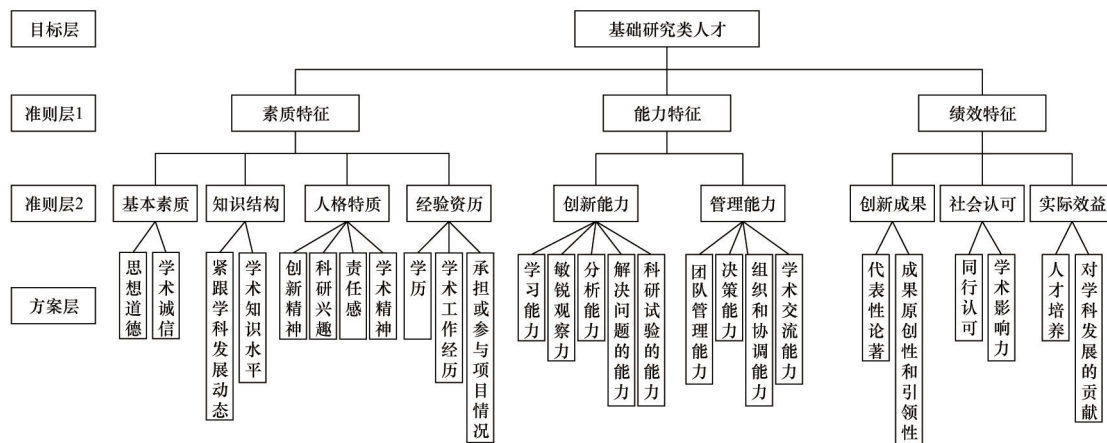 目标层
基础研究类人才
准则层1
素质特征
能力特征
绩效特征
准则层2
基本素质
知识结构
人格特质
经验资历
创新能力
管理能力
创新成果
社会认可
实际效益
方案层
思想道德
学术诚信
紧跟学科发展动态
学术知识水平
创新精神
科研兴趣
责任感
学术精神
学历
学术工作经历
承担或参与项目情况
学习能力
敏锐观察力
分析能力
解决问题的能力
科研试验的能力
团队管理能力
决策能力
组织和协调能力
学术交流能力
代表性论著
成果原创性和引领性
同行认可
学术影响力
人才培养
对学科发展的贡献